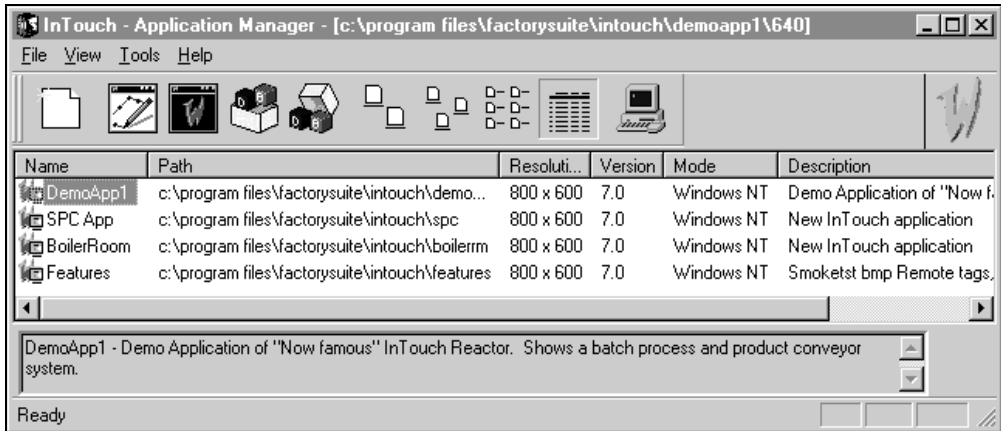 InTouch - Application Manager - [c:\program files\factorysuite\intouch\demoapp1\640]
File View Tools Help
Name Path Resoluti... Version Mode Description
DemoApp1 c:\program files\factorysuite\intouch\demo... 800 x 600 7.0 Windows NT Demo Application of "Now f
SPC App c:\program files\factorysuite\intouch\spc 800 x 600 7.0 Windows NT New InTouch application
BoilerRoom c:\program files\factorysuite\intouch\boilerrm 800 x 600 7.0 Windows NT New InTouch application
Features c:\program files\factorysuite\intouch\features 800 x 600 7.0 Windows NT Smoketst bmp Remote tags,
DemoApp1 - Demo Application of "Now famous" InTouch Reactor. Shows a batch process and product conveyor
system.
Ready